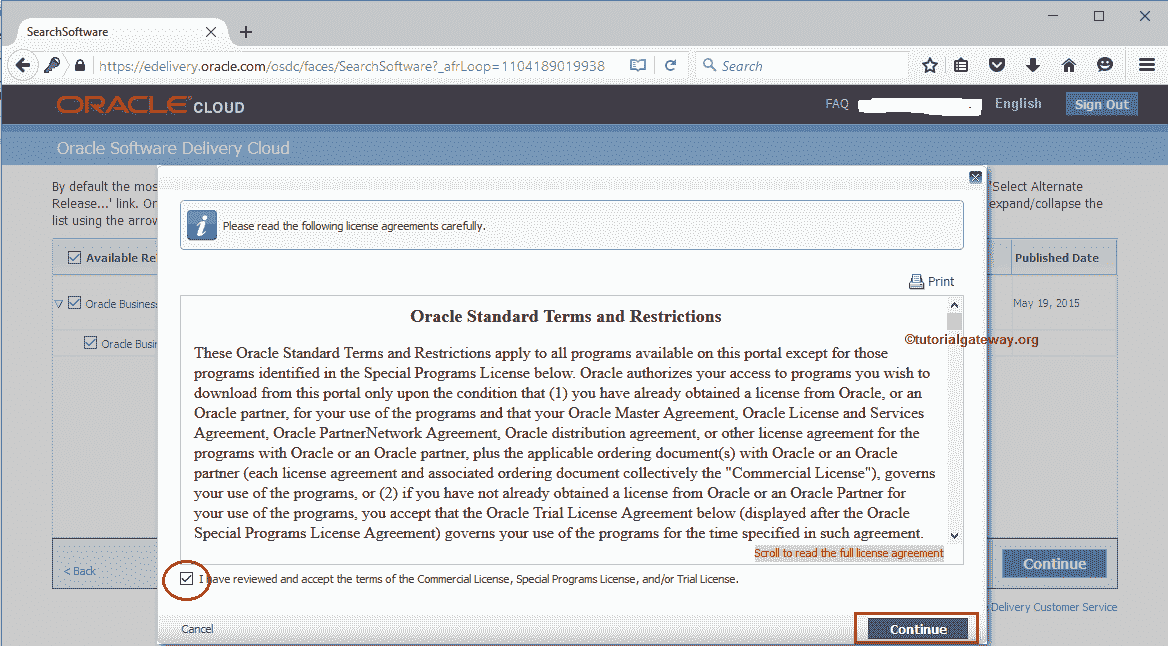 SearchSoftware
https://edelivery.oracle.com/osdc/faces/SearchSoftware?_afrLoop=1104189019938
Search
ORACLE CLOUD
FAQ
English
Sign Out
Oracle Software Delivery Cloud
By default the mos
'Select Alternate
Release...' link. Or
expand/collapse the
list using the arrow
Please read the following license agreements carefully.
Available Re
Published Date
Print
Oracle Business
May 19, 2015
Oracle Busin
Oracle Standard Terms and Restrictions
©tutorialgateway.org
These Oracle Standard Terms and Restrictions apply to all programs available on this portal except for those
programs identified in the Special Programs License below. Oracle authorizes your access to programs you wish to
download from this portal only upon the condition that (1) you have already obtained a license from Oracle, or an
Oracle partner, for your use of the programs and that your Oracle Master Agreement, Oracle License and Services
Agreement, Oracle PartnerNetwork Agreement, Oracle distribution agreement, or other license agreement for the
programs with Oracle or an Oracle partner, plus the applicable ordering document(s) with Oracle or an Oracle
partner (each license agreement and associated ordering document collectively the "Commercial License"), governs
your use of the programs, or (2) if you have not already obtained a license from Oracle or an Oracle Partner for
your use of the programs, you accept that the Oracle Trial License Agreement below (displayed after the Oracle
Special Programs License Agreement) governs your use of the programs for the time specified in such agreement.
Scroll to read the full license agreement
I have reviewed and accept the terms of the Commercial License, Special Programs License, and/or Trial License.
< Back
Continue
Delivery Customer Service
Cancel
Continue